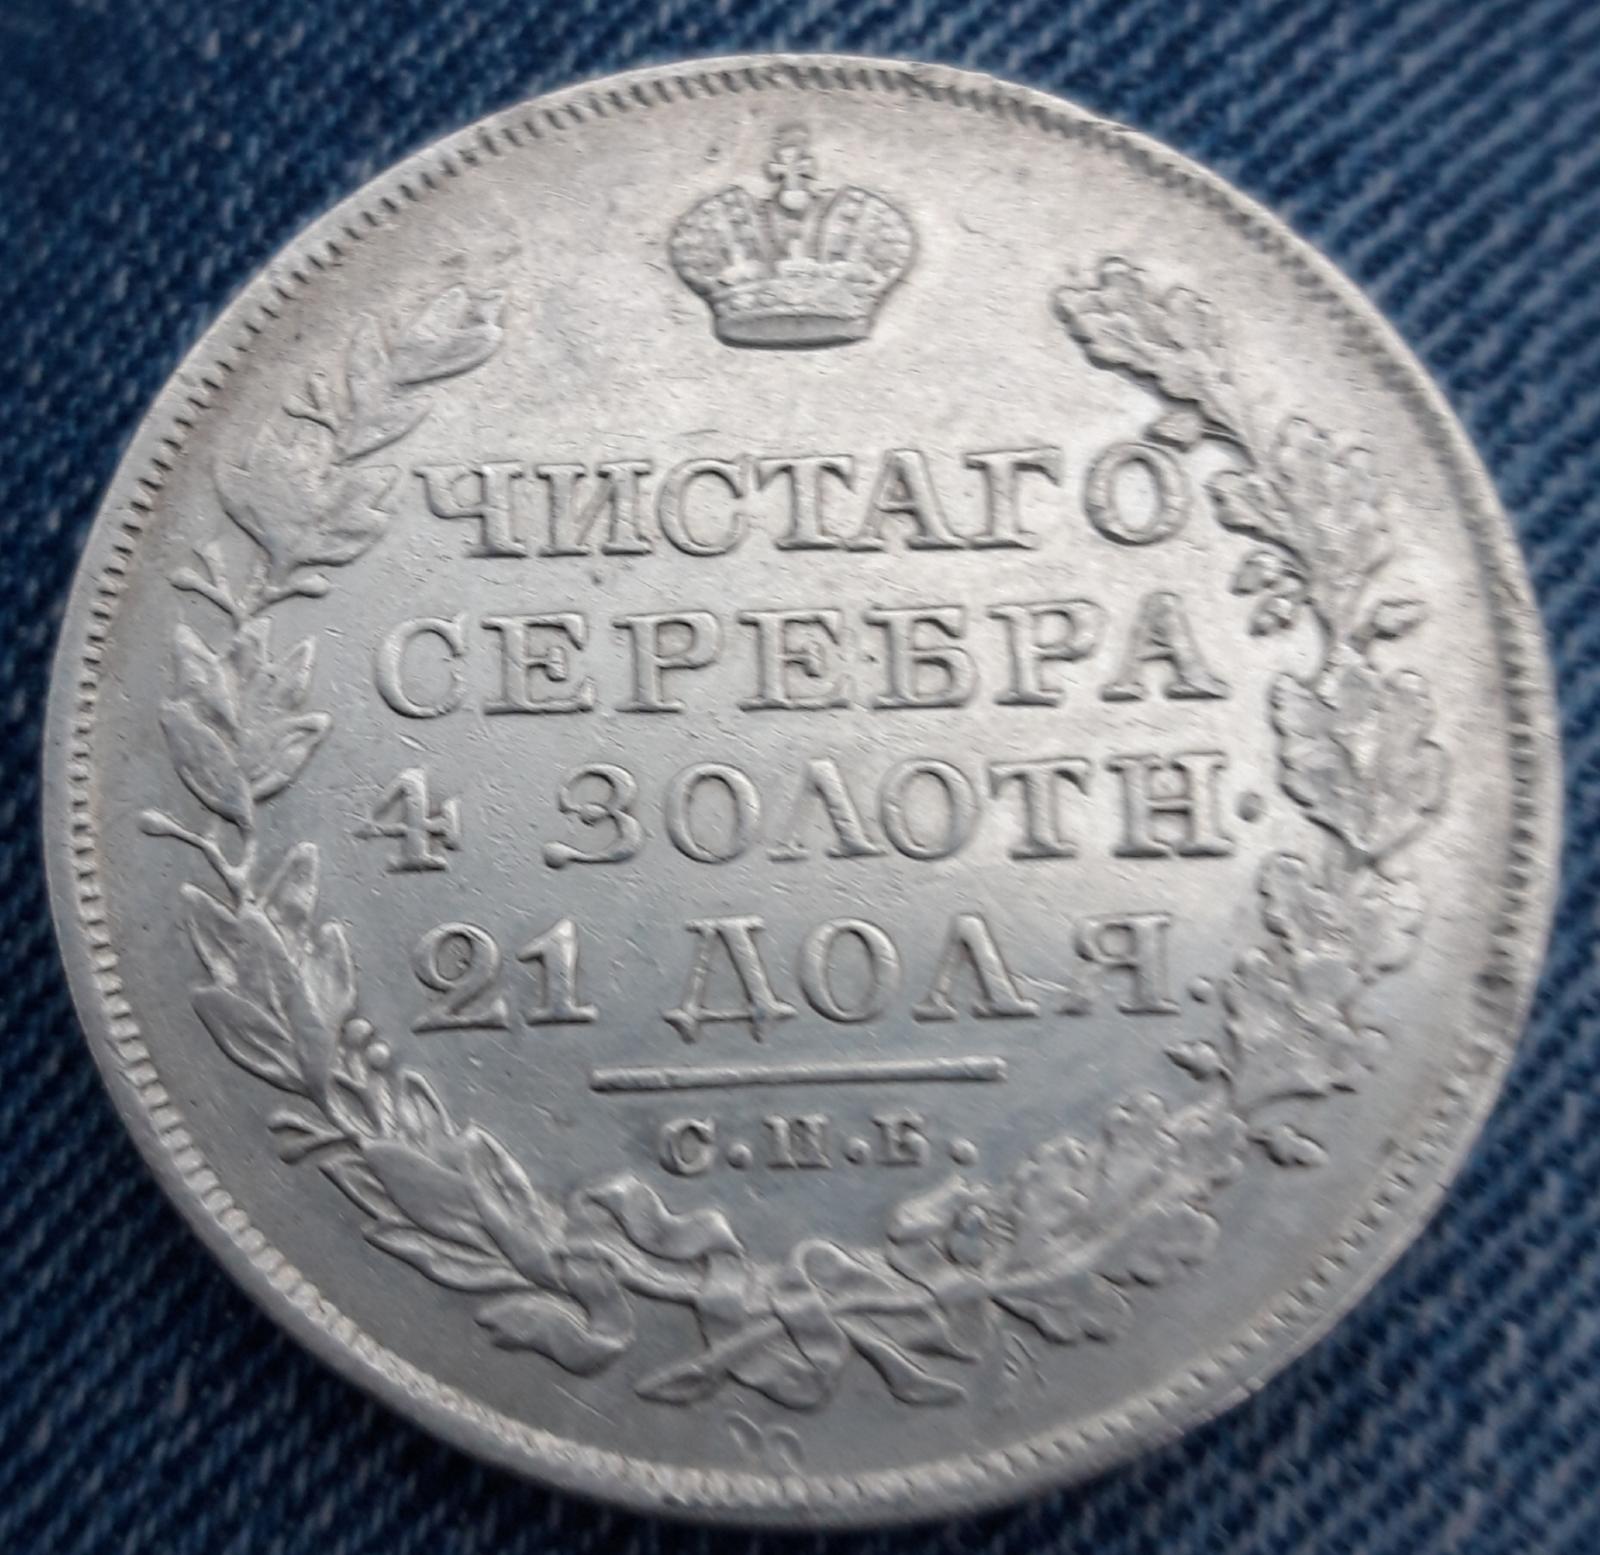 ЧИСТАГО
СЕРЕБРА
4 ЗОЛОТН.
21 ДОЛЯ.
С.П.Б.